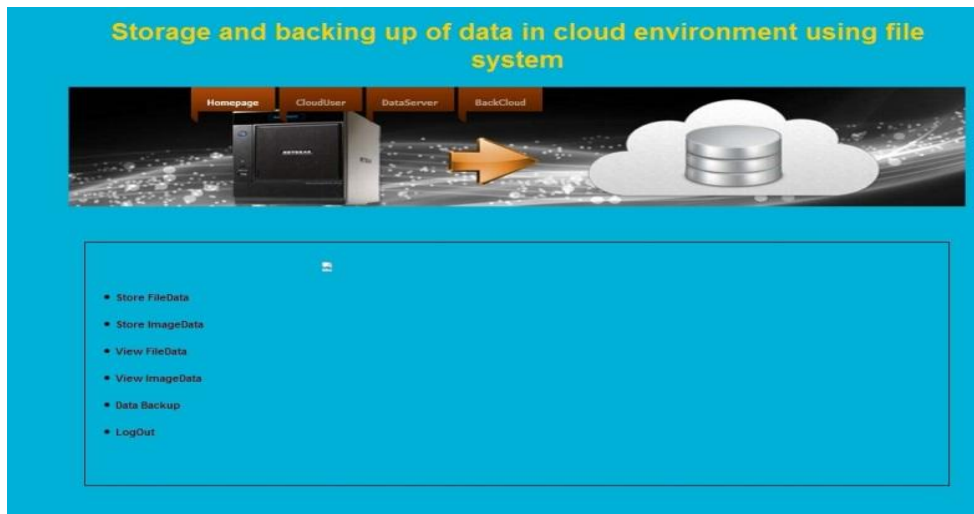 Storage and backing up of data in cloud environment using file
system
Homepage CloudUser DataServer BackCloud
NETGEAR
Store FileData
Store ImageData
View FileData
View ImageData
Data Backup
LogOut